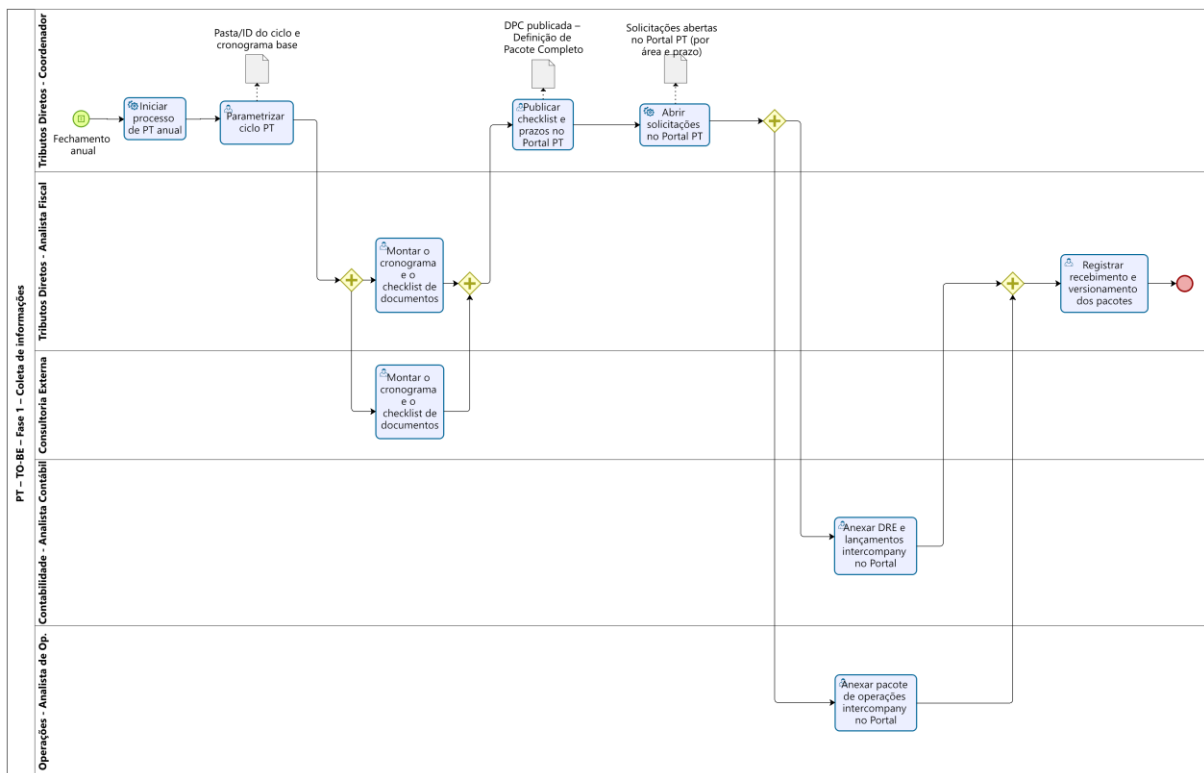 PT – TO-BE – Fase 1 – Coleta de informações
Tributos Diretos - Coordenador
Fechamento
anual
Iniciar
processo
de PT anual
Pasta/ID do ciclo e
cronograma base
Parametrizar
ciclo PT
DPC publicada –
Definição de
Pacote Completo
Publicar
checklist e
prazos no
Portal PT
Solicitações abertas
no Portal PT (por
área e prazo)
Abrir
solicitações
no Portal PT
Tributos Diretos - Analista Fiscal
Montar o
cronograma
e o
checklist de
documentos
Registrar
recebimento e
versionamento
dos pacotes
Consultoria Externa
Montar o
cronograma
e o
checklist de
documentos
Contabilidade - Analista Contábil
Anexar DRE e
lançamentos
intercompany
no Portal
Operações - Analista de Op.
Anexar pacote
de operações
intercompany
no Portal